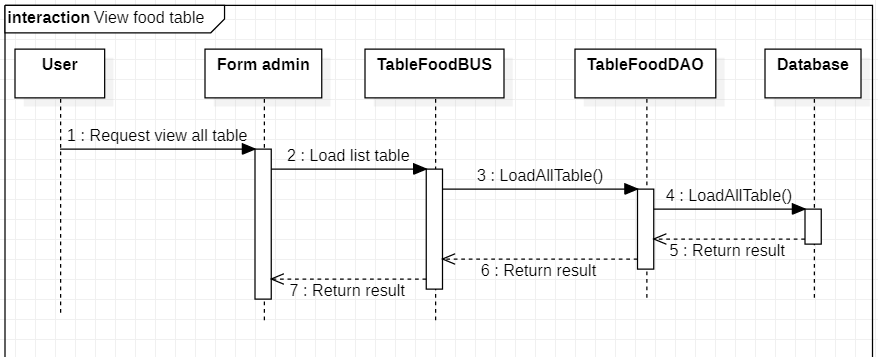 interaction View food table
User
Form admin
TableFoodBUS
TableFoodDAO
Database
1 : Request view all table
2 : Load list table
3 : LoadAllTable()
4 : LoadAllTable()
5 : Return result
6 : Return result
7 : Return result